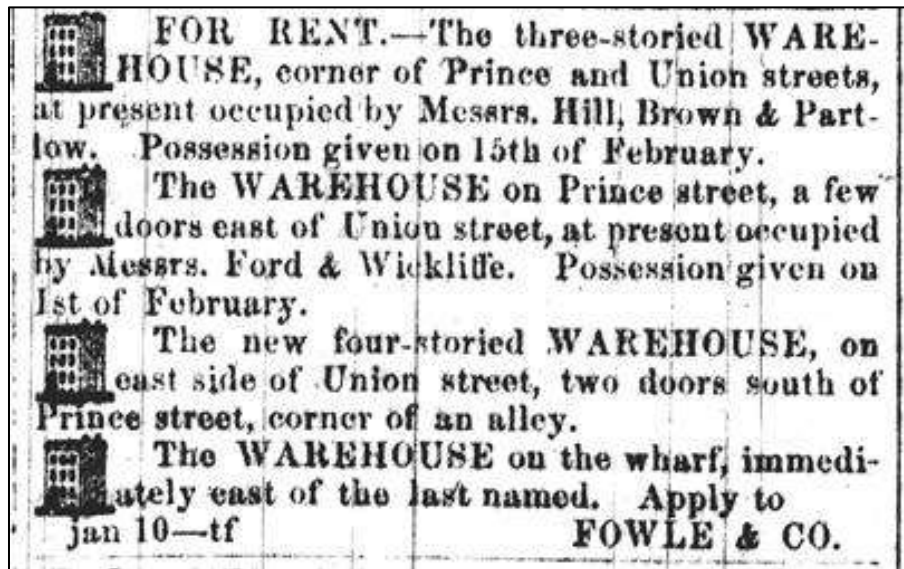 FOR RENT.—The three-storied WARE-
HOUSE, corner of Prince and Union streets,
at present occupied by Messrs. Hill, Brown & Part-
low. Possession given on 15th of February.
The WAREHOUSE on Prince street, a few
doors east of Union street, at present occupied
by Messrs. Ford & Wickliffe. Possession given on
1st of February.
The new four-storied WAREHOUSE, on
east side of Union street, two doors south of
Prince street, corner of an alley.
The WAREHOUSE on the wharf, immedi-
ately east of the last named. Apply to
jan 10—tf FOWLE & CO.